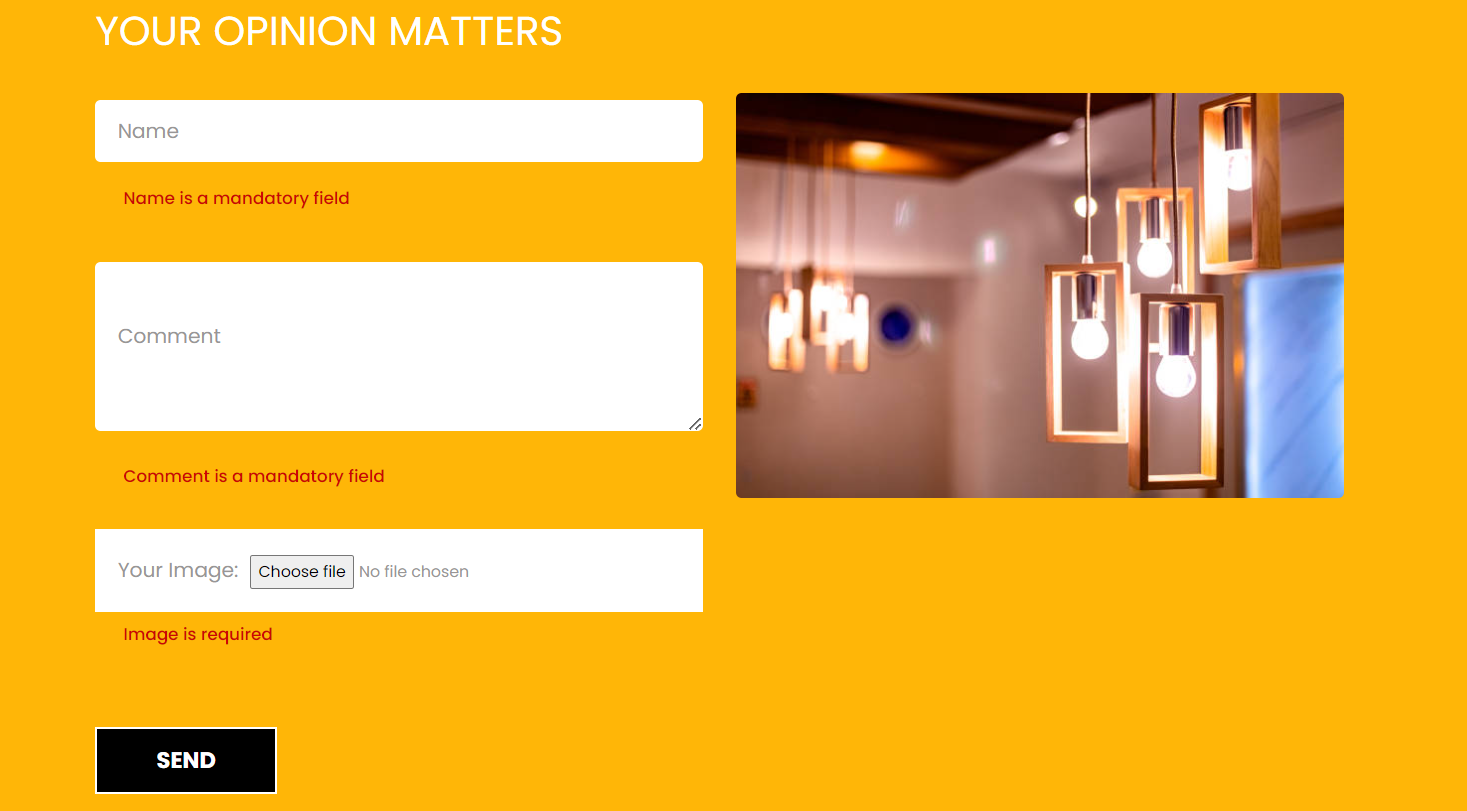 YOUR OPINION MATTERS
Name
Name is a mandatory field
Comment
Comment is a mandatory field
Your Image: Choose file No file chosen
Image is required
SEND